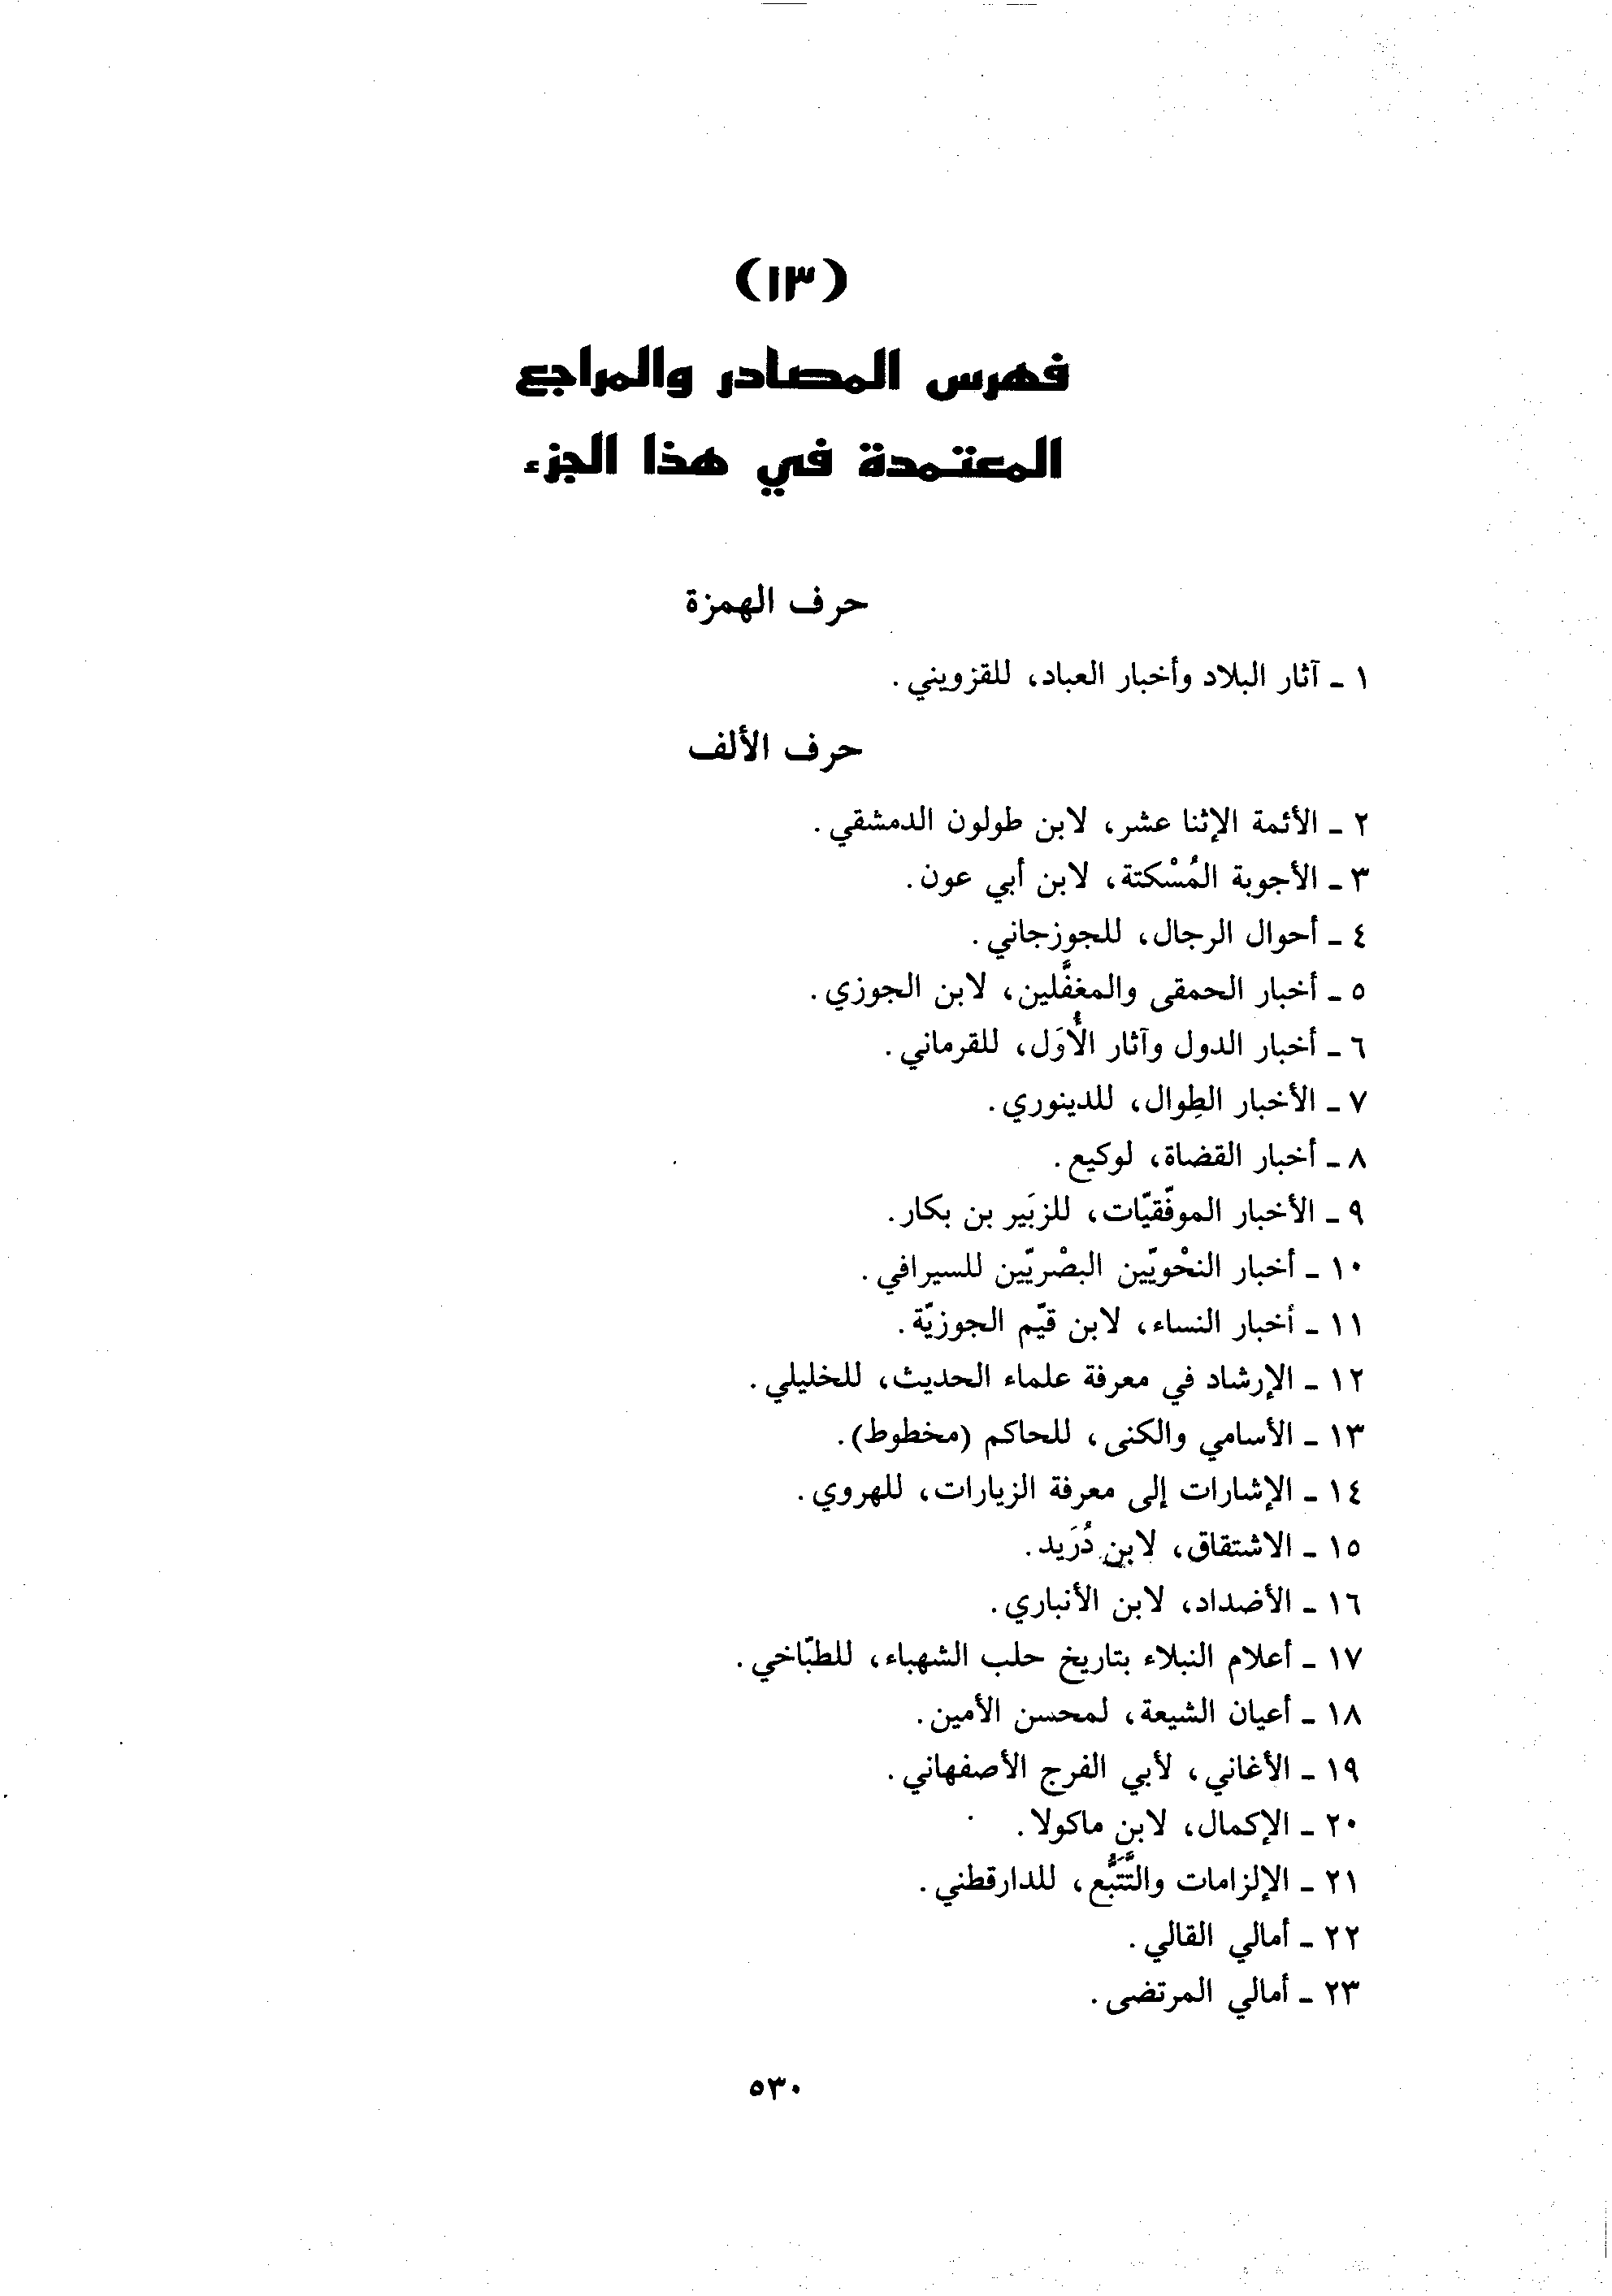 (١٣)
فهرس المصادر والمراجع
المعتمدة في هذا الجزء
حرف الهمزة
١ ـ آثار البلاد وأخبار العباد، للقزويني.
حرف الألف
٢ ـ الأئمة الإثنا عشر، لابن طولون الدمشقي.
٣ ـ الأجوبة المُسْكتة، لابن أبي عون.
٤ ـ أحوال الرجال، للجوزجاني.
٥ ـ أخبار الحمقى والمغفَّلين، لابن الجوزي.
٦ ـ أخبار الدول وآثار الأُوَل، للقرماني.
٧ ـ الأخبار الطِوال، للدينوري.
٨ ـ أخبار القضاة، لوكيع.
٩ ـ الأخبار الموفّقيّات، للزبَير بن بكار.
١٠ ـ أخبار النحْويّين البصْريّين للسيرافي.
١١ ـ أخبار النساء، لابن قيّم الجوزيّة.
١٢ ـ الإرشاد في معرفة علماء الحديث، للخليلي.
١٣ ـ الأسامي والكنى، للحاكم (مخطوط).
١٤ ـ الإشارات إلى معرفة الزيارات، للهروي.
١٥ ـ الاشتقاق، لابن دُرَيد.
١٦ ـ الأضداد، لابن الأنباري.
١٧ ـ أعلام النبلاء بتاريخ حلب الشهباء، للطبّاخي.
١٨ ـ أعيان الشيعة، لمحسن الأمين.
١٩ ـ الأغاني، لأبي الفرج الأصفهاني.
٢٠ ـ الإكمال، لابن ماكولا.
٢١ ـ الإلزامات والتَّتَبُّع، للدارقطني.
٢٢ ـ أمالي القالي.
٢٣ ـ أمالي المرتضى.
٥٣٠